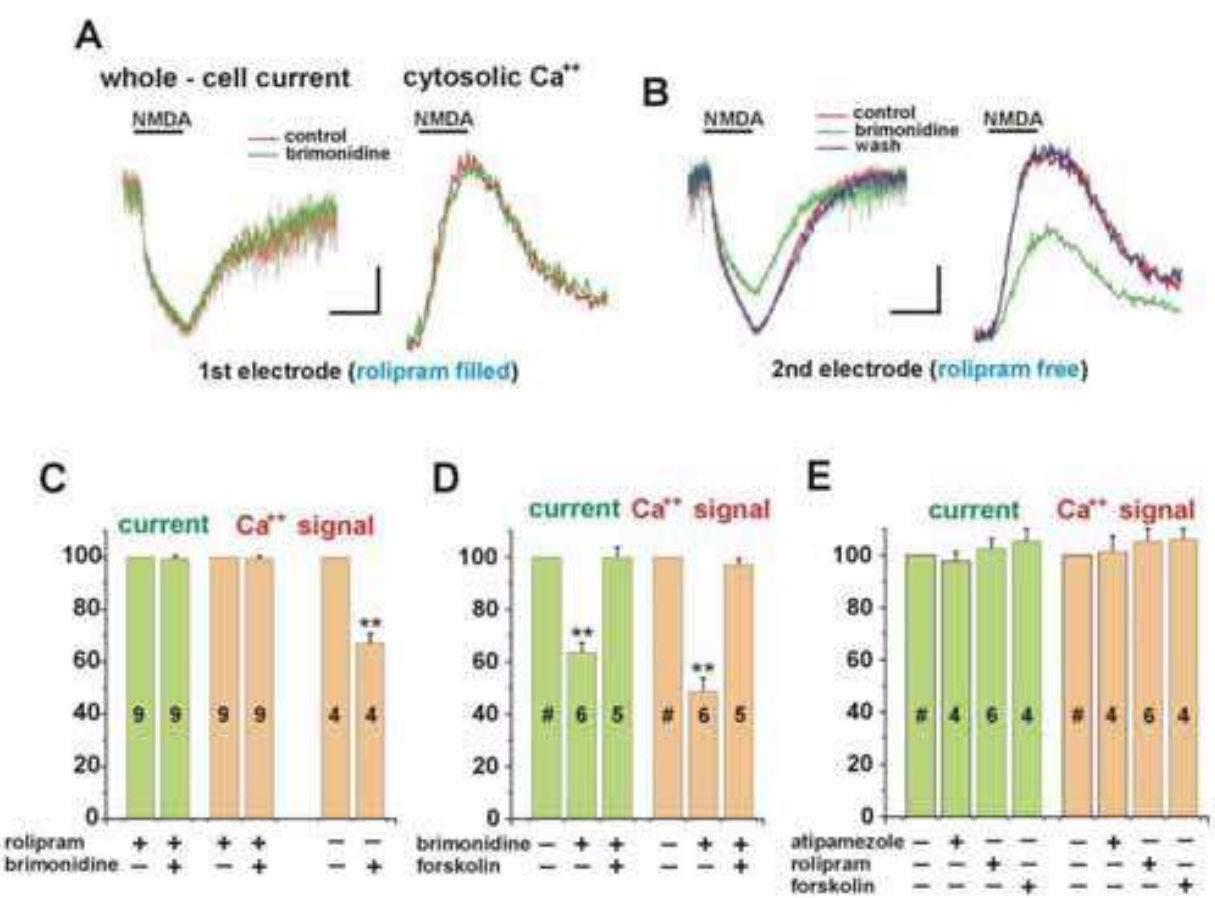 A
whole - cell current cytosolic Ca++
NMDA
control
brimonidine
NMDA
B
NMDA
control
brimonidine
wash
NMDA
1st electrode (rolipram filled)
2nd electrode (rolipram free)
C
current Ca++ signal
100
80
60
40
20
0
**
9 9 9 9 4 4
rolipram + + + + − −
brimonidine − + − + − +
D
current Ca++ signal
100
80
60
40
20
0
**
**
# 6 5 # 6 5
brimonidine − + + − + +
forskolin − − + − − +
E
current Ca++ signal
100
80
60
40
20
0
# 4 6 4 # 4 6 4
atipamezole − + − − − + − −
rolipram − − + − − − + −
forskolin − − − + − − − +